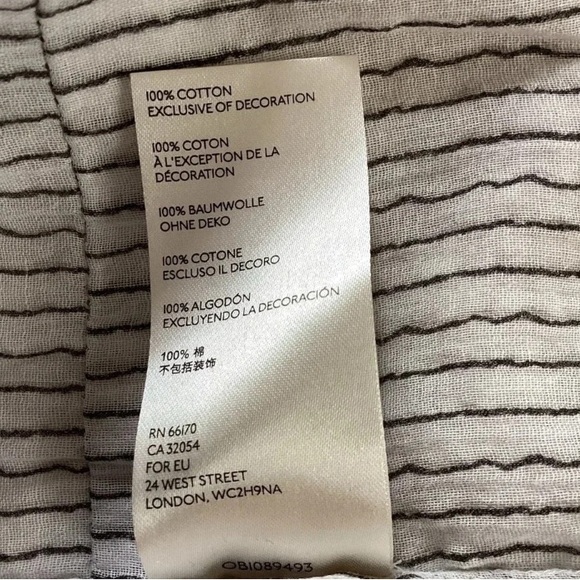 100% COTTON
EXCLUSIVE OF DECORATION
100% COTON
À L'EXCEPTION DE LA
DÉCORATION
100% BAUMWOLLE
OHNE DEKO
100% COTONE
ESCLUSO IL DECORO
100% ALGODÓN
EXCLUYENDO LA DECORACIÓN
100% 棉
不包括装饰
RN 66170
CA 32054
FOR EU
24 WEST STREET
LONDON, WC2H9NA
OB1089493